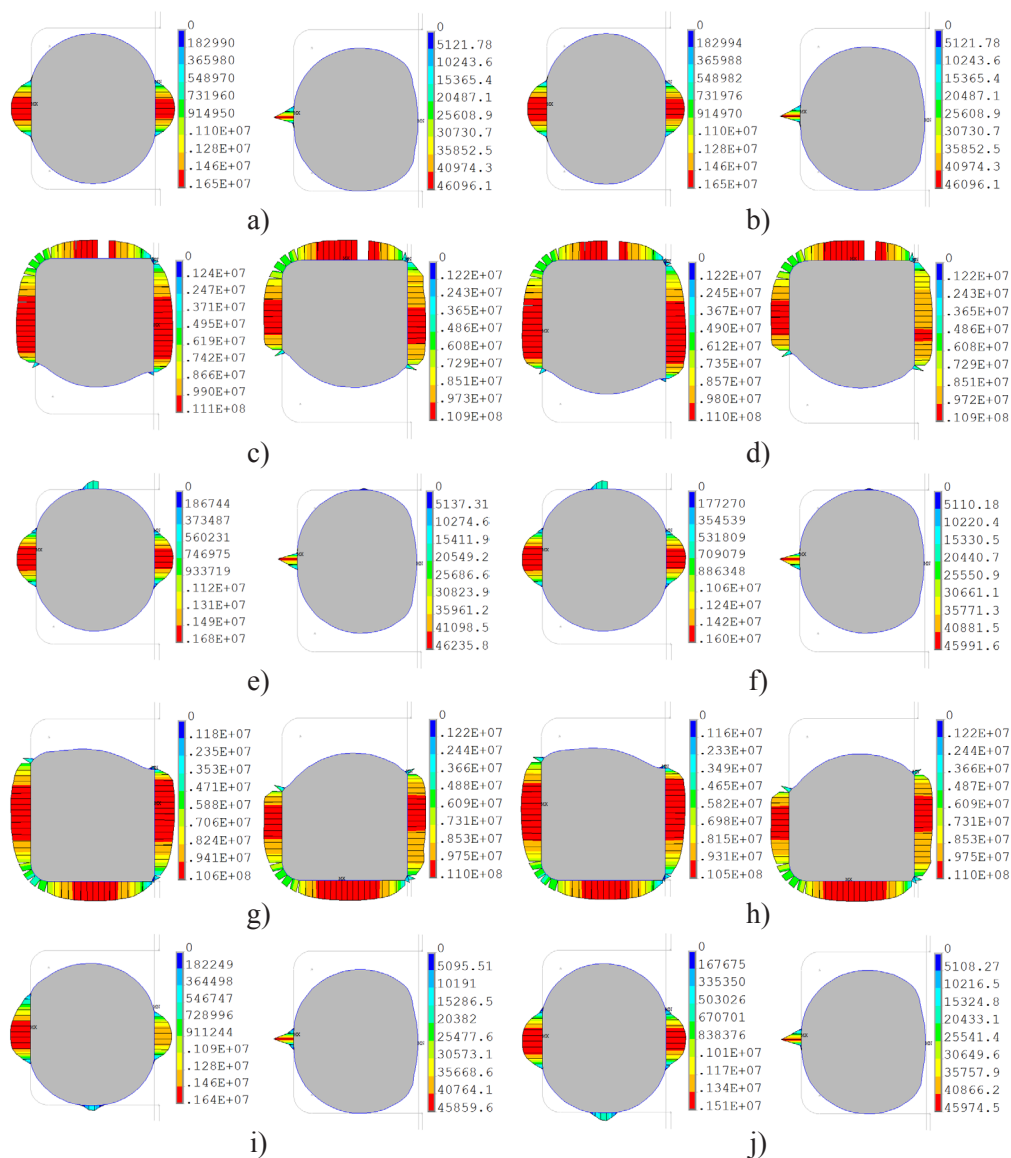 0 0 0 0
182990 5121.78 182994 5121.78
365980 10243.6 365988 10243.6
548970 15365.4 548982 15365.4
731960 20487.1 731976 20487.1
914950 25608.9 914970 25608.9
.110E+07 30730.7 .110E+07 30730.7
.128E+07 35852.5 .128E+07 35852.5
.146E+07 40974.3 .146E+07 40974.3
.165E+07 46096.1 .165E+07 46096.1
a) b)
0 0 0 0
.124E+07 .122E+07 .122E+07 .122E+07
.247E+07 .243E+07 .245E+07 .243E+07
.371E+07 .365E+07 .367E+07 .365E+07
.495E+07 .486E+07 .490E+07 .486E+07
.619E+07 .608E+07 .612E+07 .608E+07
.742E+07 .729E+07 .735E+07 .729E+07
.866E+07 .851E+07 .857E+07 .851E+07
.990E+07 .973E+07 .980E+07 .972E+07
.111E+08 .109E+08 .110E+08 .109E+08
c) d)
0 0 0 0
186744 5137.31 177270 5110.18
373487 10274.6 354539 10220.4
560231 15411.9 531809 15330.5
746975 20549.2 709079 20440.7
933719 25686.6 886348 25550.9
.112E+07 30823.9 .106E+07 30661.1
.131E+07 35961.2 .124E+07 35771.3
.149E+07 41098.5 .142E+07 40881.5
.168E+07 46235.8 .160E+07 45991.6
e) f)
0 0 0 0
.118E+07 .122E+07 .116E+07 .122E+07
.235E+07 .244E+07 .233E+07 .244E+07
.353E+07 .366E+07 .349E+07 .366E+07
.471E+07 .488E+07 .465E+07 .487E+07
.588E+07 .609E+07 .582E+07 .609E+07
.706E+07 .731E+07 .698E+07 .731E+07
.824E+07 .853E+07 .815E+07 .853E+07
.941E+07 .975E+07 .931E+07 .975E+07
.106E+08 .110E+08 .105E+08 .110E+08
g) h)
0 0 0 0
182249 5095.51 167675 5108.27
364498 10191 335350 10216.5
546747 15286.5 503026 15324.8
728996 20382 670701 20433.1
911244 25477.6 838376 25541.4
.109E+07 30573.1 .101E+07 30649.6
.128E+07 35668.6 .117E+07 35757.9
.146E+07 40764.1 .134E+07 40866.2
.164E+07 45859.6 .151E+07 45974.5
i) j)